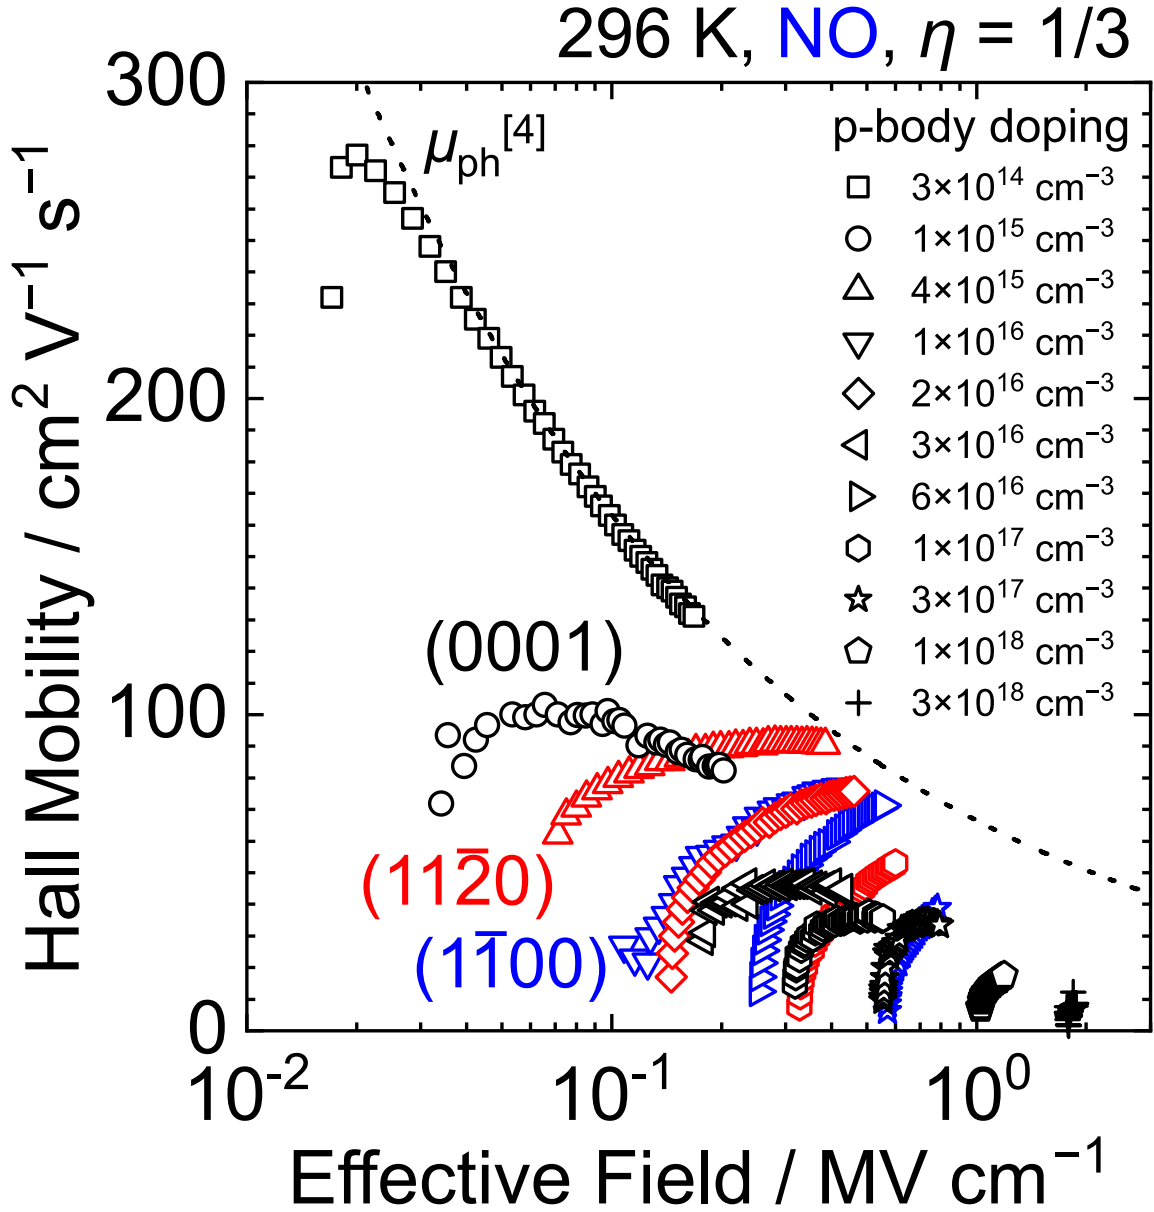 296 K, NO, η = 1/3
300
200
100
0
Hall Mobility / cm² V⁻¹ s⁻¹
μph[4]
p-body doping
3×10¹⁴ cm⁻³
1×10¹⁵ cm⁻³
4×10¹⁵ cm⁻³
1×10¹⁶ cm⁻³
2×10¹⁶ cm⁻³
3×10¹⁶ cm⁻³
6×10¹⁶ cm⁻³
1×10¹⁷ cm⁻³
3×10¹⁷ cm⁻³
1×10¹⁸ cm⁻³
3×10¹⁸ cm⁻³
(0001)
(112̅0)
(11̅00)
10⁻² 10⁻¹ 10⁰
Effective Field / MV cm⁻¹